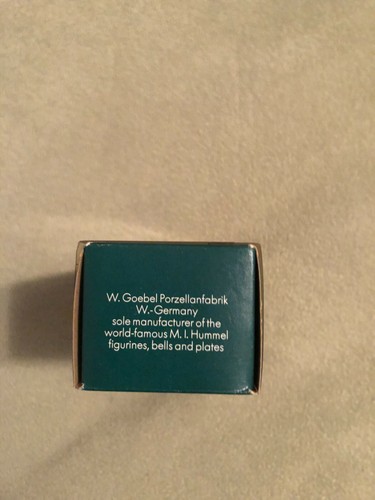 W. Goebel Porzellanfabrik
W.-Germany
sole manufacturer of the
world-famous M. I. Hummel
figurines, bells and plates